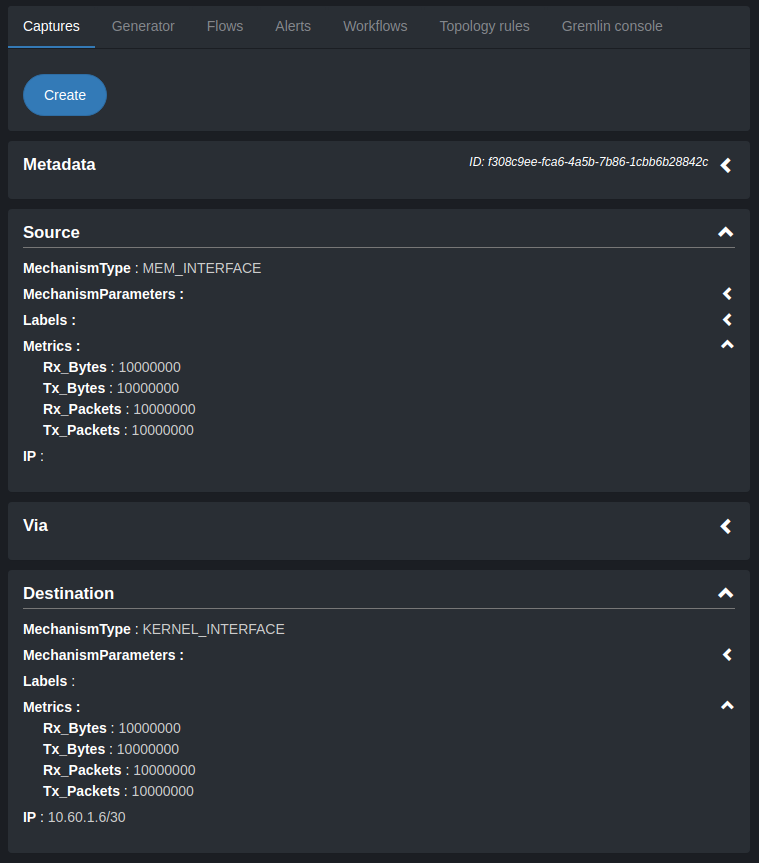 Captures Generator Flows Alerts Workflows Topology rules Gremlin console
Create
Metadata ID: f308c9ee-fca6-4a5b-7b86-1cbb6b28842c
Source
MechanismType : MEM_INTERFACE
MechanismParameters :
Labels :
Metrics :
Rx_Bytes : 10000000
Tx_Bytes : 10000000
Rx_Packets : 10000000
Tx_Packets : 10000000
IP :
Via
Destination
MechanismType : KERNEL_INTERFACE
MechanismParameters :
Labels :
Metrics :
Rx_Bytes : 10000000
Tx_Bytes : 10000000
Rx_Packets : 10000000
Tx_Packets : 10000000
IP : 10.60.1.6/30